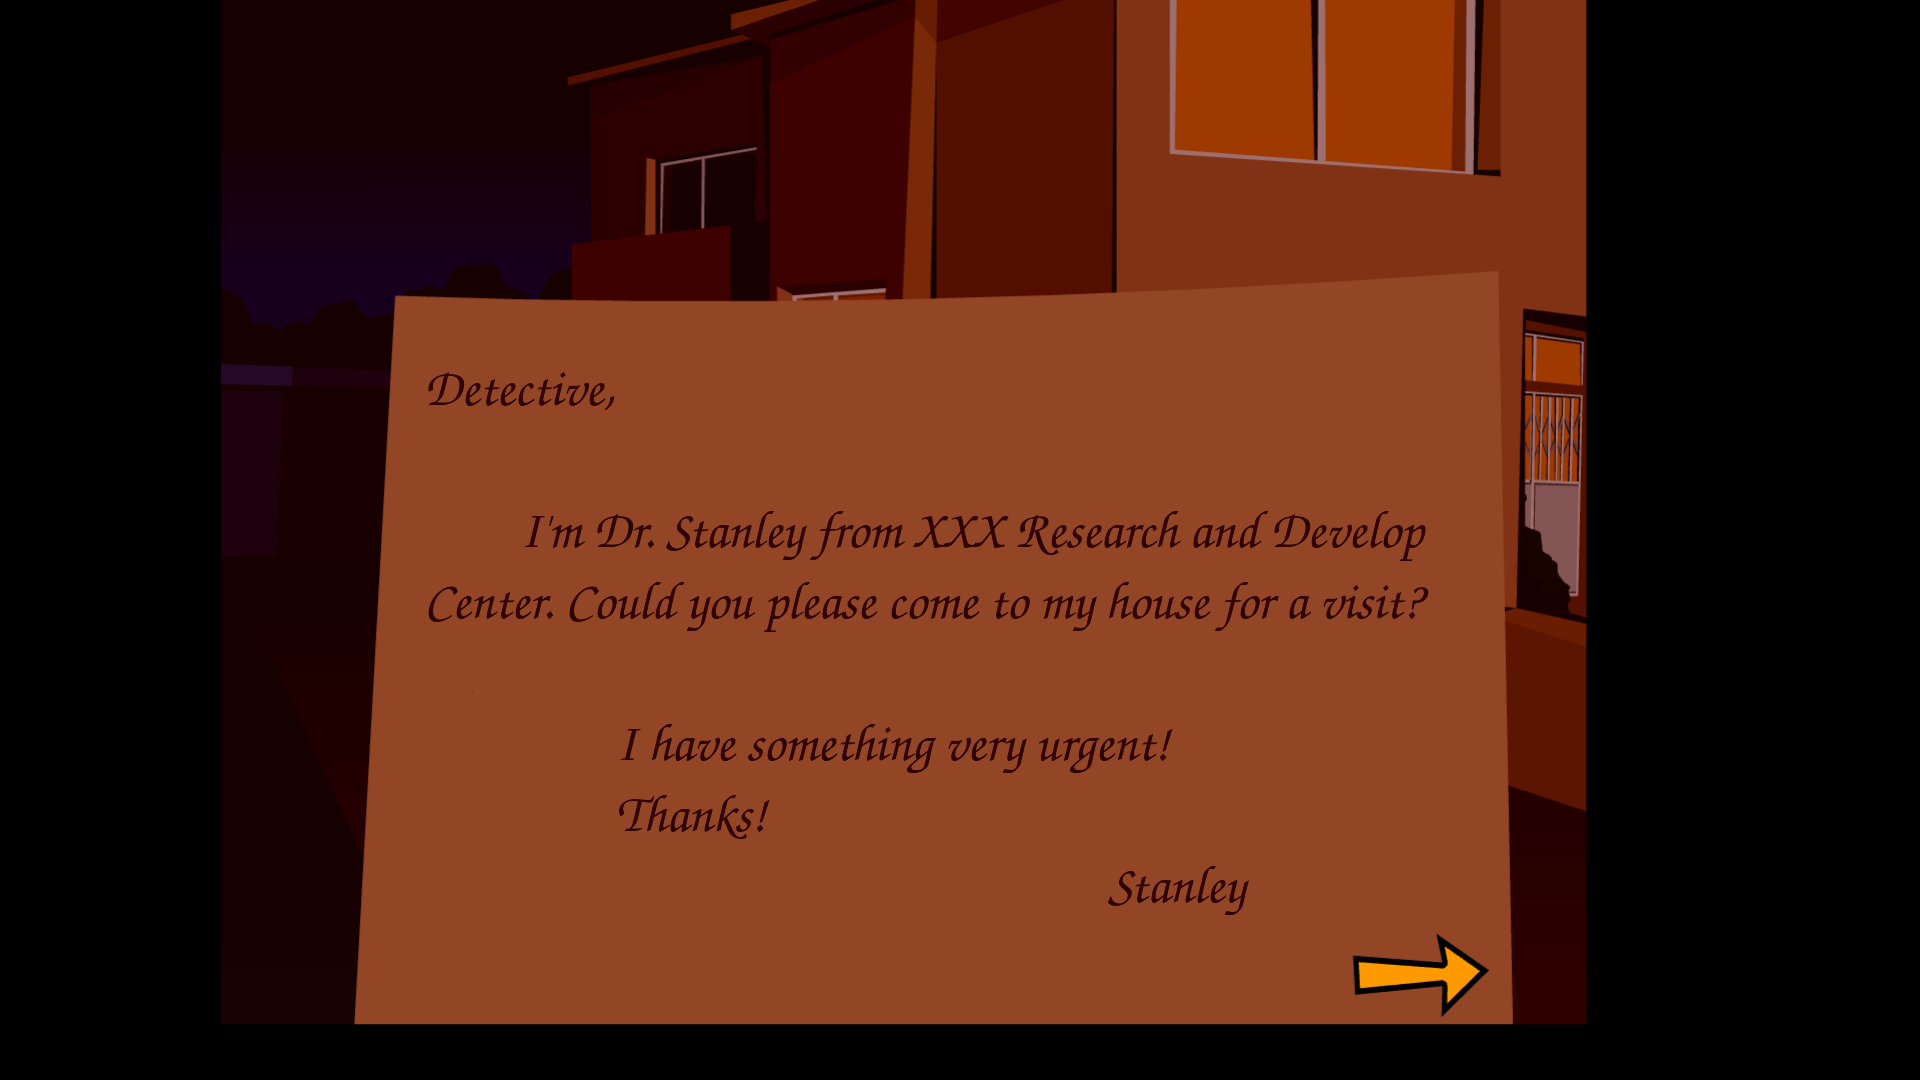 Detective,
I'm Dr. Stanley from XXX Research and Develop
Center. Could you please come to my house for a visit?
I have something very urgent!
Thanks!
Stanley